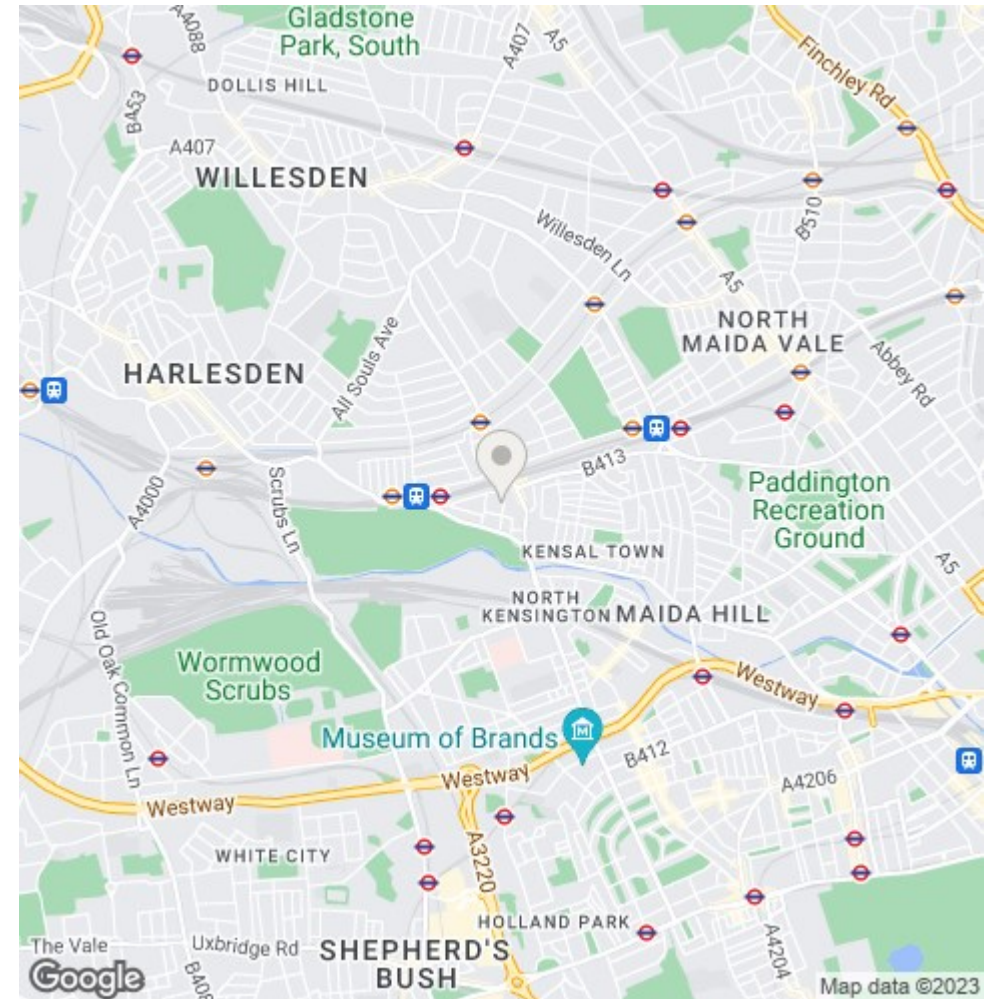 Gladstone
Park, South
A4088
A407
A5
Finchley Rd
DOLLIS HILL
B453
A407
WILLESDEN
B510
Willesden Ln
A5
NORTH
MAIDA VALE
Abbey Rd
All Souls Ave
HARLESDEN
B413
Scrubs Ln
A4000
Paddington
Recreation
Ground
A5
KENSAL TOWN
NORTH
KENSINGTON
MAIDA HILL
Old Oak Common Ln
Wormwood
Scrubs
Westway
Museum of Brands
B412
Westway
A4206
Westway
A3220
WHITE CITY
HOLLAND PARK
The Vale
Uxbridge Rd
SHEPHERD'S
BUSH
A4204
B408
Google
Map data ©2023